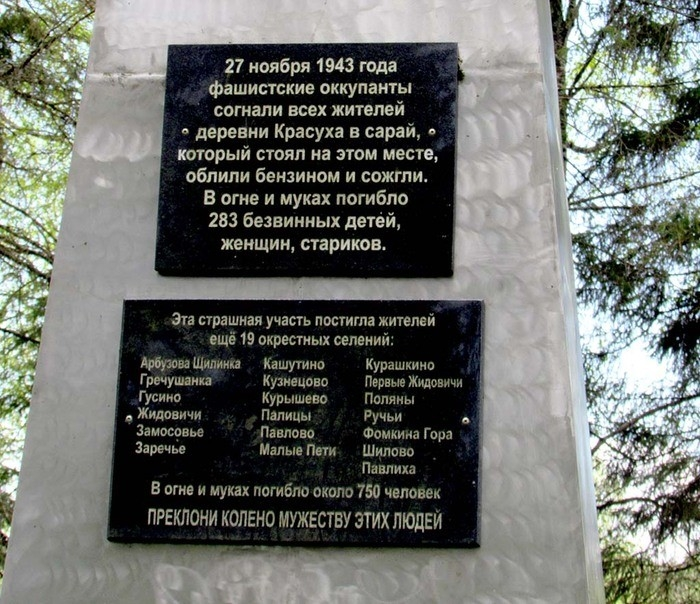 27 ноября 1943 года
фашистские оккупанты
согнали всех жителей
деревни Красуха в сарай,
который стоял на этом месте,
облили бензином и сожгли.
В огне и муках погибло
283 безвинных детей,
женщин, стариков.
Эта страшная участь постигла жителей
ещё 19 окрестных селений:
Арбузова Щилинка
Гречушанка
Гусино
Жидовичи
Замосовье
Заречье
Кашутино
Кузнецово
Курышево
Палицы
Павлово
Малые Пети
Курашкино
Первые Жидовичи
Поляны
Ручьи
Фомкина Гора
Шилово
Павлиха
В огне и муках погибло около 750 человек
ПРЕКЛОНИ КОЛЕНО МУЖЕСТВУ ЭТИХ ЛЮДЕЙ